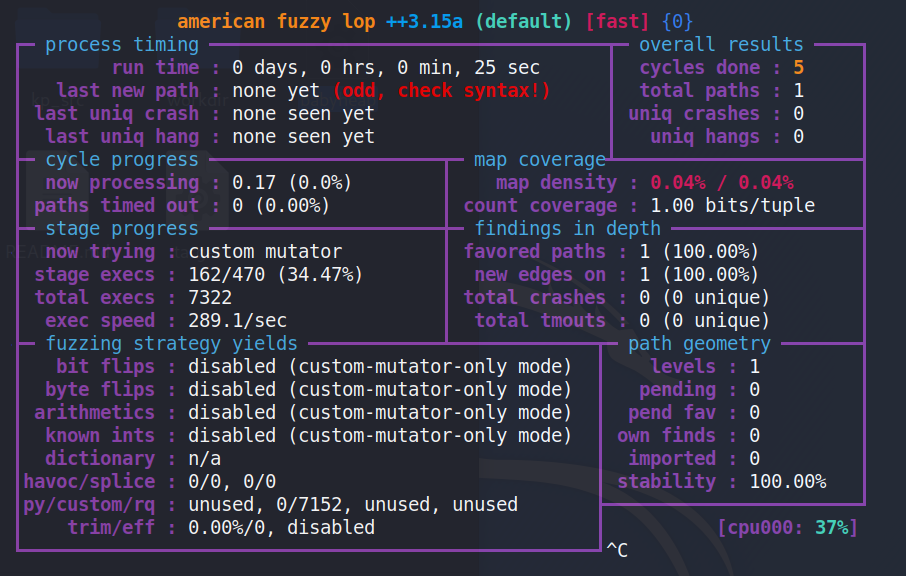 american fuzzy lop ++3.15a (default) [fast] {0}
process timing overall results
run time : 0 days, 0 hrs, 0 min, 25 sec cycles done : 5
last new path : none yet (odd, check syntax!) total paths : 1
last uniq crash : none seen yet uniq crashes : 0
last uniq hang : none seen yet uniq hangs : 0
cycle progress map coverage
now processing : 0.17 (0.0%) map density : 0.04% / 0.04%
paths timed out : 0 (0.00%) count coverage : 1.00 bits/tuple
stage progress findings in depth
now trying : custom mutator favored paths : 1 (100.00%)
stage execs : 162/470 (34.47%) new edges on : 1 (100.00%)
total execs : 7322 total crashes : 0 (0 unique)
exec speed : 289.1/sec total tmouts : 0 (0 unique)
fuzzing strategy yields path geometry
bit flips : disabled (custom-mutator-only mode) levels : 1
byte flips : disabled (custom-mutator-only mode) pending : 0
arithmetics : disabled (custom-mutator-only mode) pend fav : 0
known ints : disabled (custom-mutator-only mode) own finds : 0
dictionary : n/a imported : 0
havoc/splice : 0/0, 0/0 stability : 100.00%
py/custom/rq : unused, 0/7152, unused, unused
trim/eff : 0.00%/0, disabled [cpu000: 37%]
^C